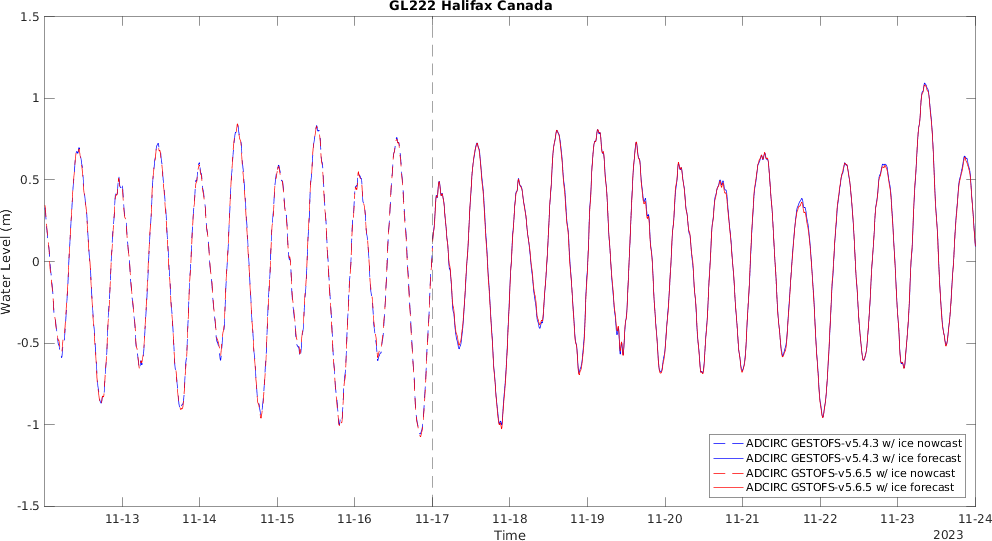 GL222 Halifax Canada
1.5
1
0.5
0
-0.5
-1
-1.5
Water Level (m)
ADCIRC GESTOFS-v5.4.3 w/ ice nowcast
ADCIRC GESTOFS-v5.4.3 w/ ice forecast
ADCIRC GSTOFS-v5.6.5 w/ ice nowcast
ADCIRC GSTOFS-v5.6.5 w/ ice forecast
11-13 11-14 11-15 11-16 11-17 11-18 11-19 11-20 11-21 11-22 11-23 11-24
Time
2023